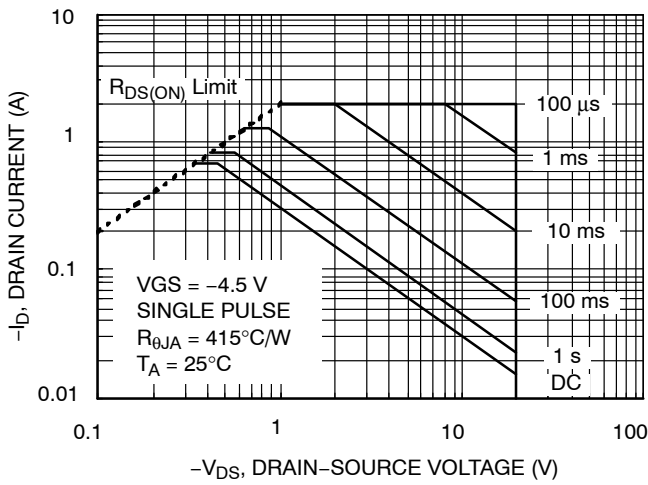 10
R_DS(ON) Limit
100 μs
1
1 ms
10 ms
0.1
VGS = −4.5 V
SINGLE PULSE
R_θJA = 415°C/W
T_A = 25°C
100 ms
1 s
DC
0.01
0.1
1
10
100
−I_D, DRAIN CURRENT (A)
−V_DS, DRAIN−SOURCE VOLTAGE (V)